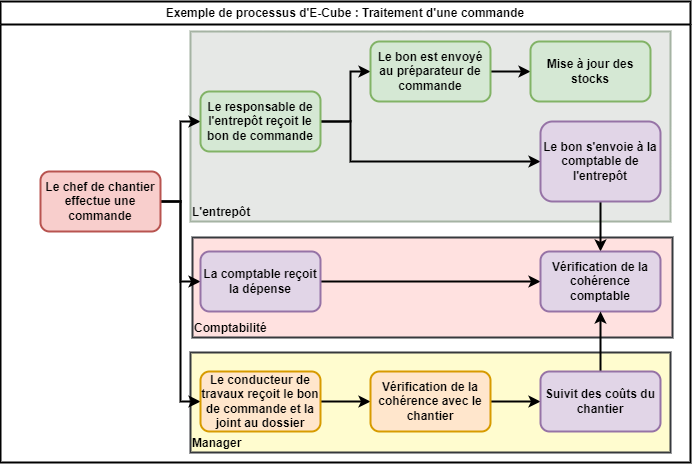 Exemple de processus d'E-Cube : Traitement d'une commande
Le bon est envoyé
au préparateur de
commande
Mise à jour des
stocks
Le responsable de
l'entrepôt reçoit le
bon de commande
Le bon s'envoie à la
comptable de
l'entrepôt
Le chef de chantier
effectue une
commande
L'entrepôt
La comptable reçoit
la dépense
Vérification de la
cohérence
comptable
Comptabilité
Le conducteur de
travaux reçoit le bon
de commande et la
joint au dossier
Vérification de la
cohérence avec le
chantier
Suivit des coûts du
chantier
Manager